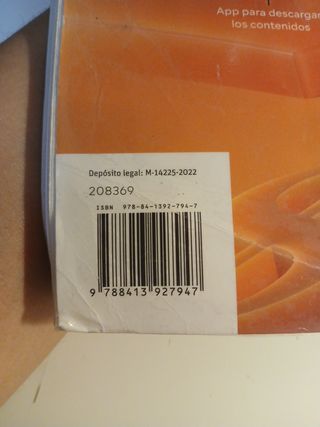 App para descargar
los contenidos
Depósito legal: M-14225-2022
208369
ISBN 978-84-1392-794-7
9 788413 927947